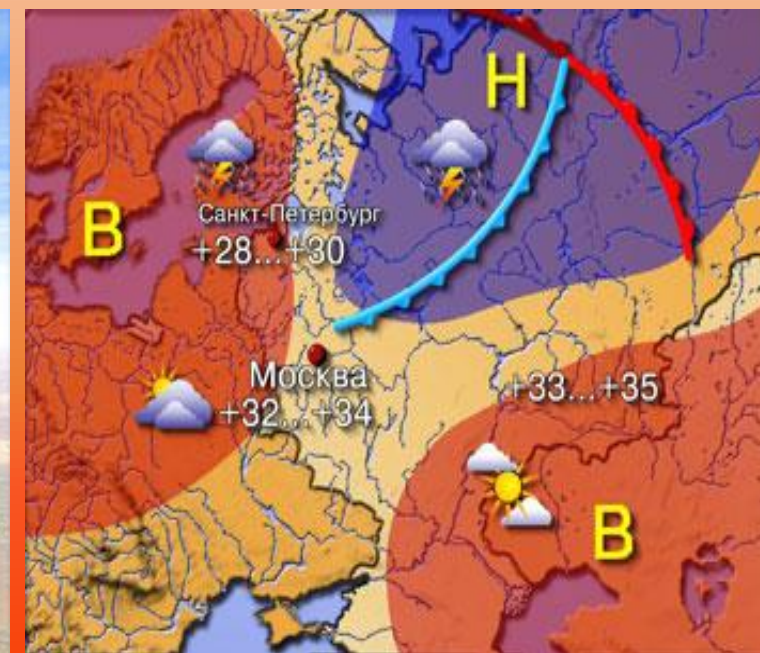 Н
Санкт-Петербург
В
+28...+30
Москва
+33...+35
+32...+34
В